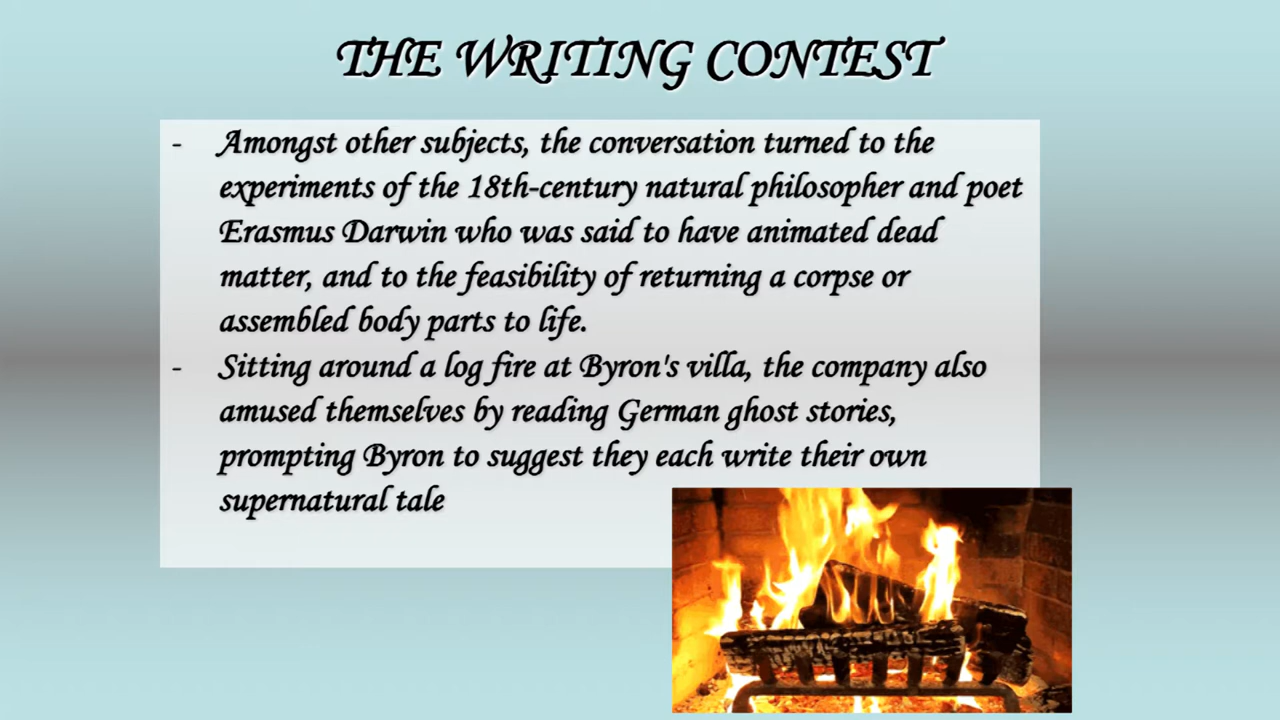 THE WRITING CONTEST
- Amongst other subjects, the conversation turned to the
experiments of the 18th-century natural philosopher and poet
Erasmus Darwin who was said to have animated dead
matter, and to the feasibility of returning a corpse or
assembled body parts to life.
- Sitting around a log fire at Byron's villa, the company also
amused themselves by reading German ghost stories,
prompting Byron to suggest they each write their own
supernatural tale